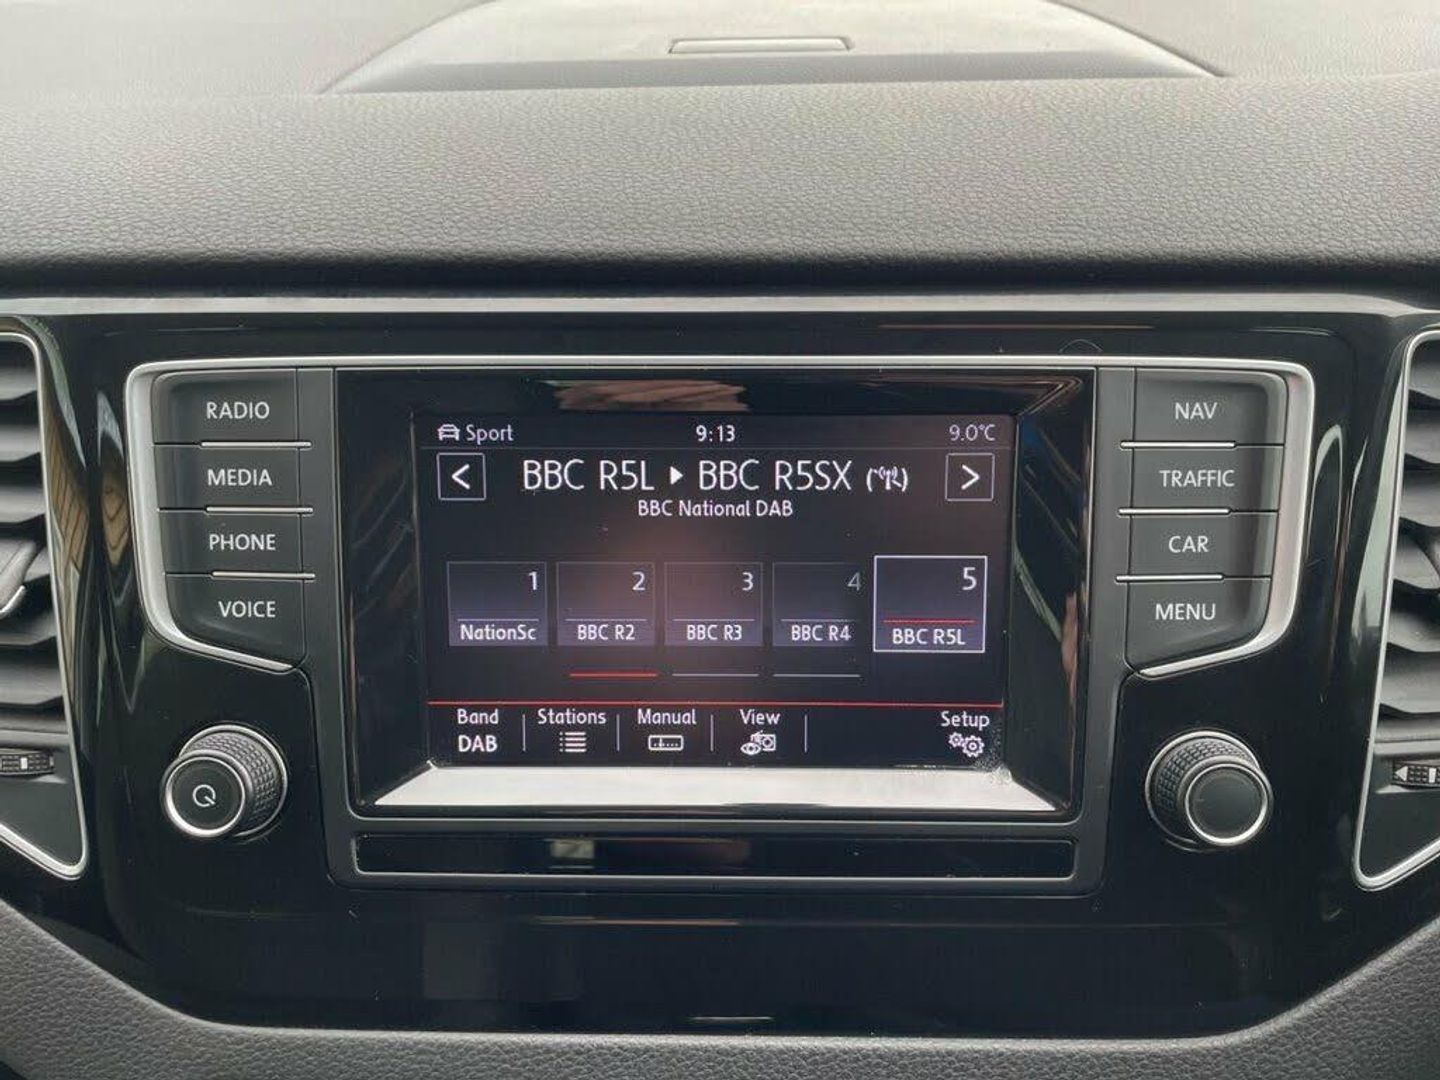 RADIO
MEDIA
PHONE
VOICE
Sport 9:13 9.0°C
< BBC R5L ▸ BBC R5SX >
BBC National DAB
1 2 3 4 5
NationSc BBC R2 BBC R3 BBC R4 BBC R5L
Band Stations Manual View Setup
DAB
NAV
TRAFFIC
CAR
MENU